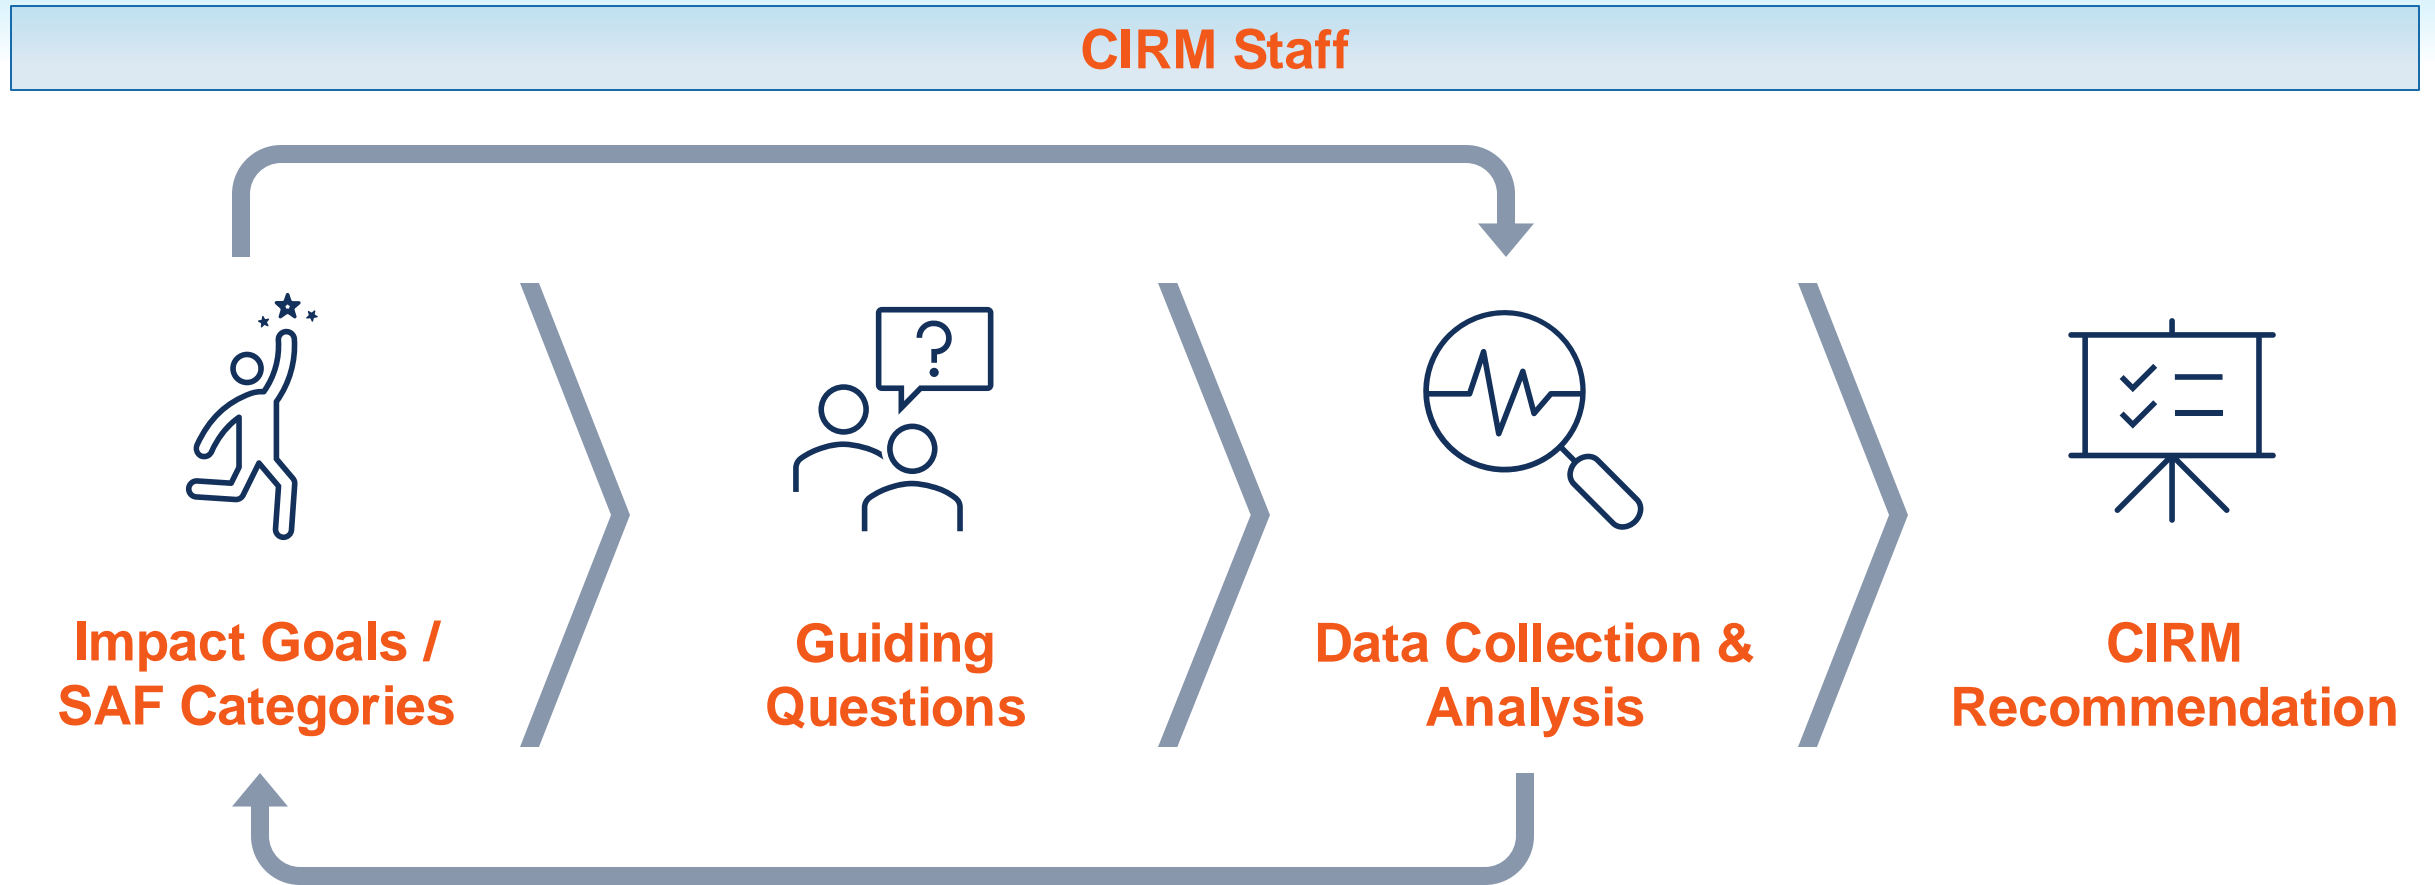 CIRM Staff
?
Impact Goals /
SAF Categories
Guiding
Questions
Data Collection &
Analysis
CIRM
Recommendation